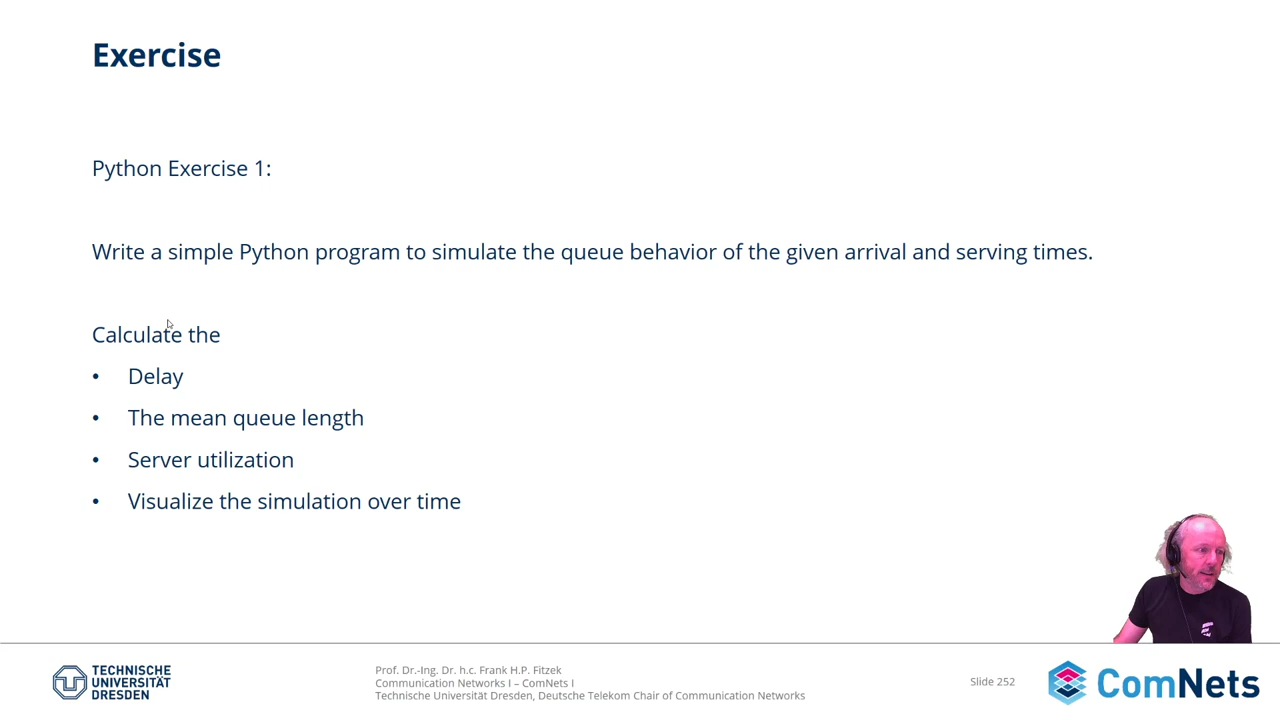 Exercise
Python Exercise 1:
Write a simple Python program to simulate the queue behavior of the given arrival and serving times.
Calculate the
• Delay
• The mean queue length
• Server utilization
• Visualize the simulation over time
TECHNISCHE
UNIVERSITÄT
DRESDEN
Prof. Dr.-Ing. Dr. h.c. Frank H.P. Fitzek
Communication Networks I – ComNets I
Technische Universität Dresden, Deutsche Telekom Chair of Communication Networks
Slide 252
ComNets